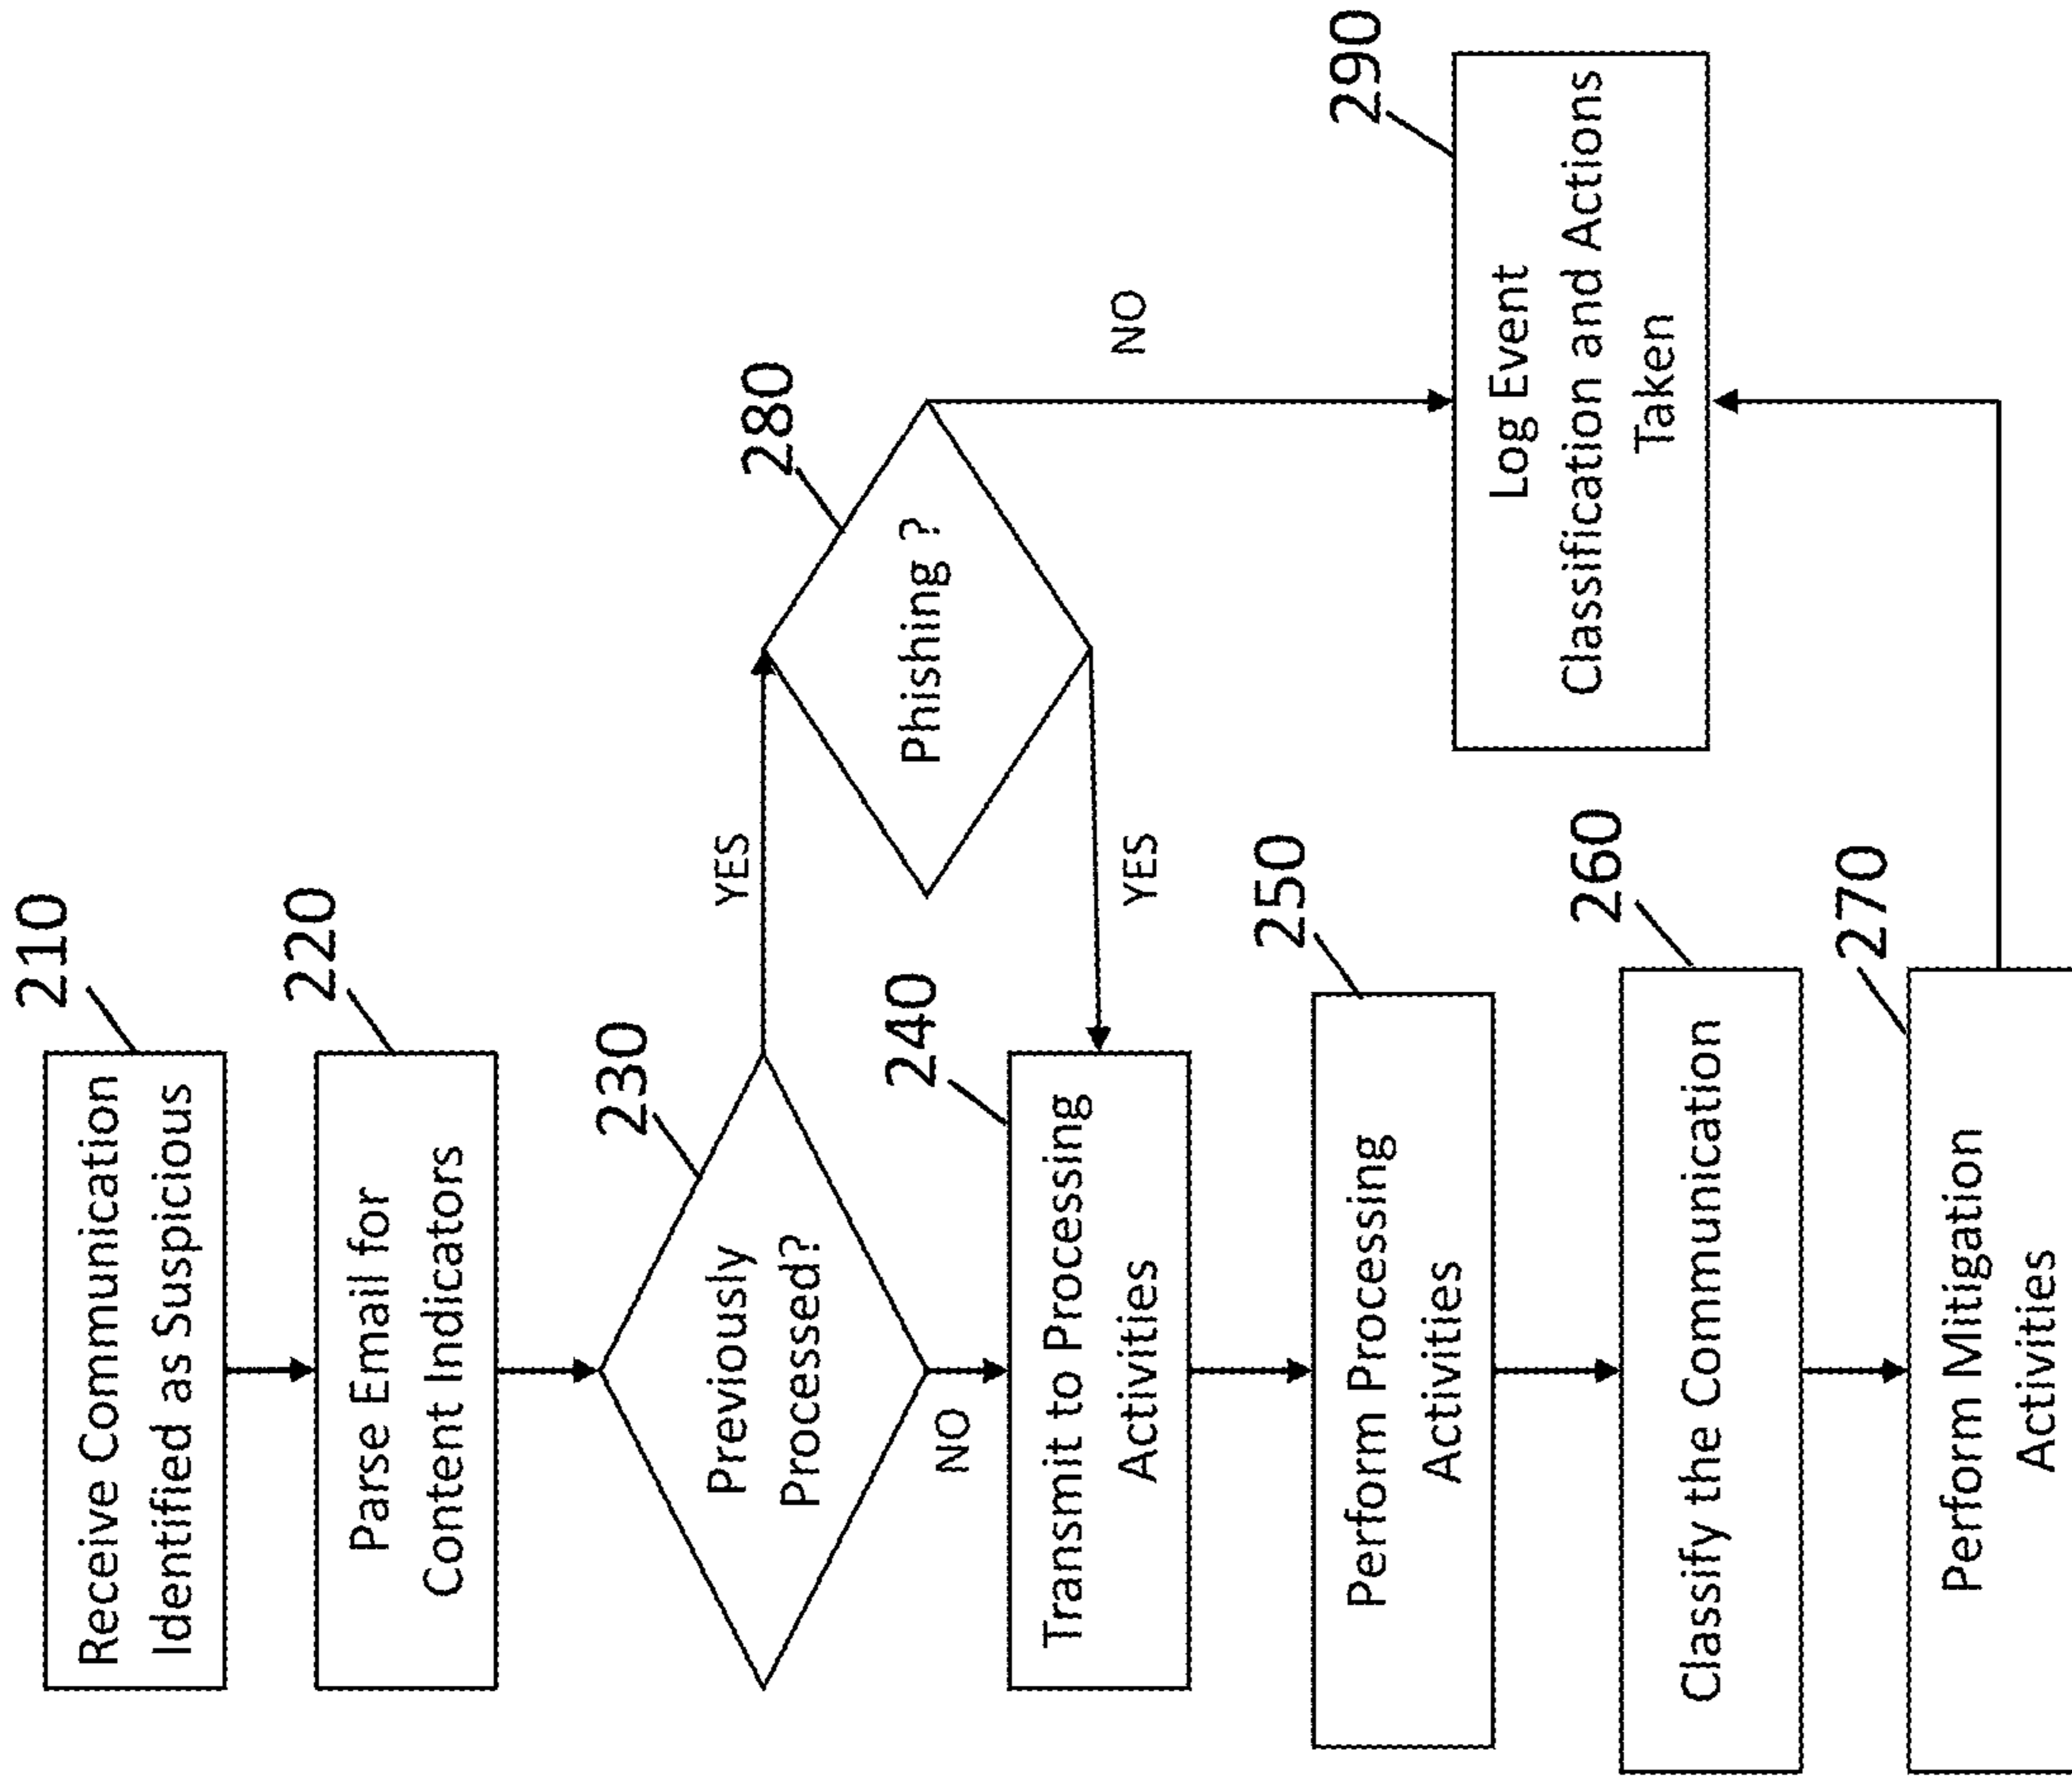 210
Receive Communication
Identified as Suspicious
220
Parse Email for
Content Indicators
230
Previously
Processed?
YES
NO
280
Phishing ?
YES
NO
240
Transmit to Processing
Activities
250
Perform Processing
Activities
260
Classify the Communication
270
Perform Mitigation
Activities
290
Log Event
Classification and Actions
Taken